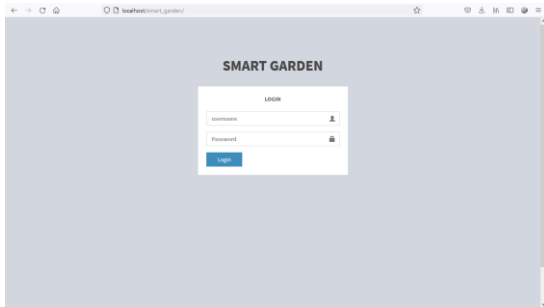 localhost/smart_garden/
SMART GARDEN
LOGIN
username
Password
Login